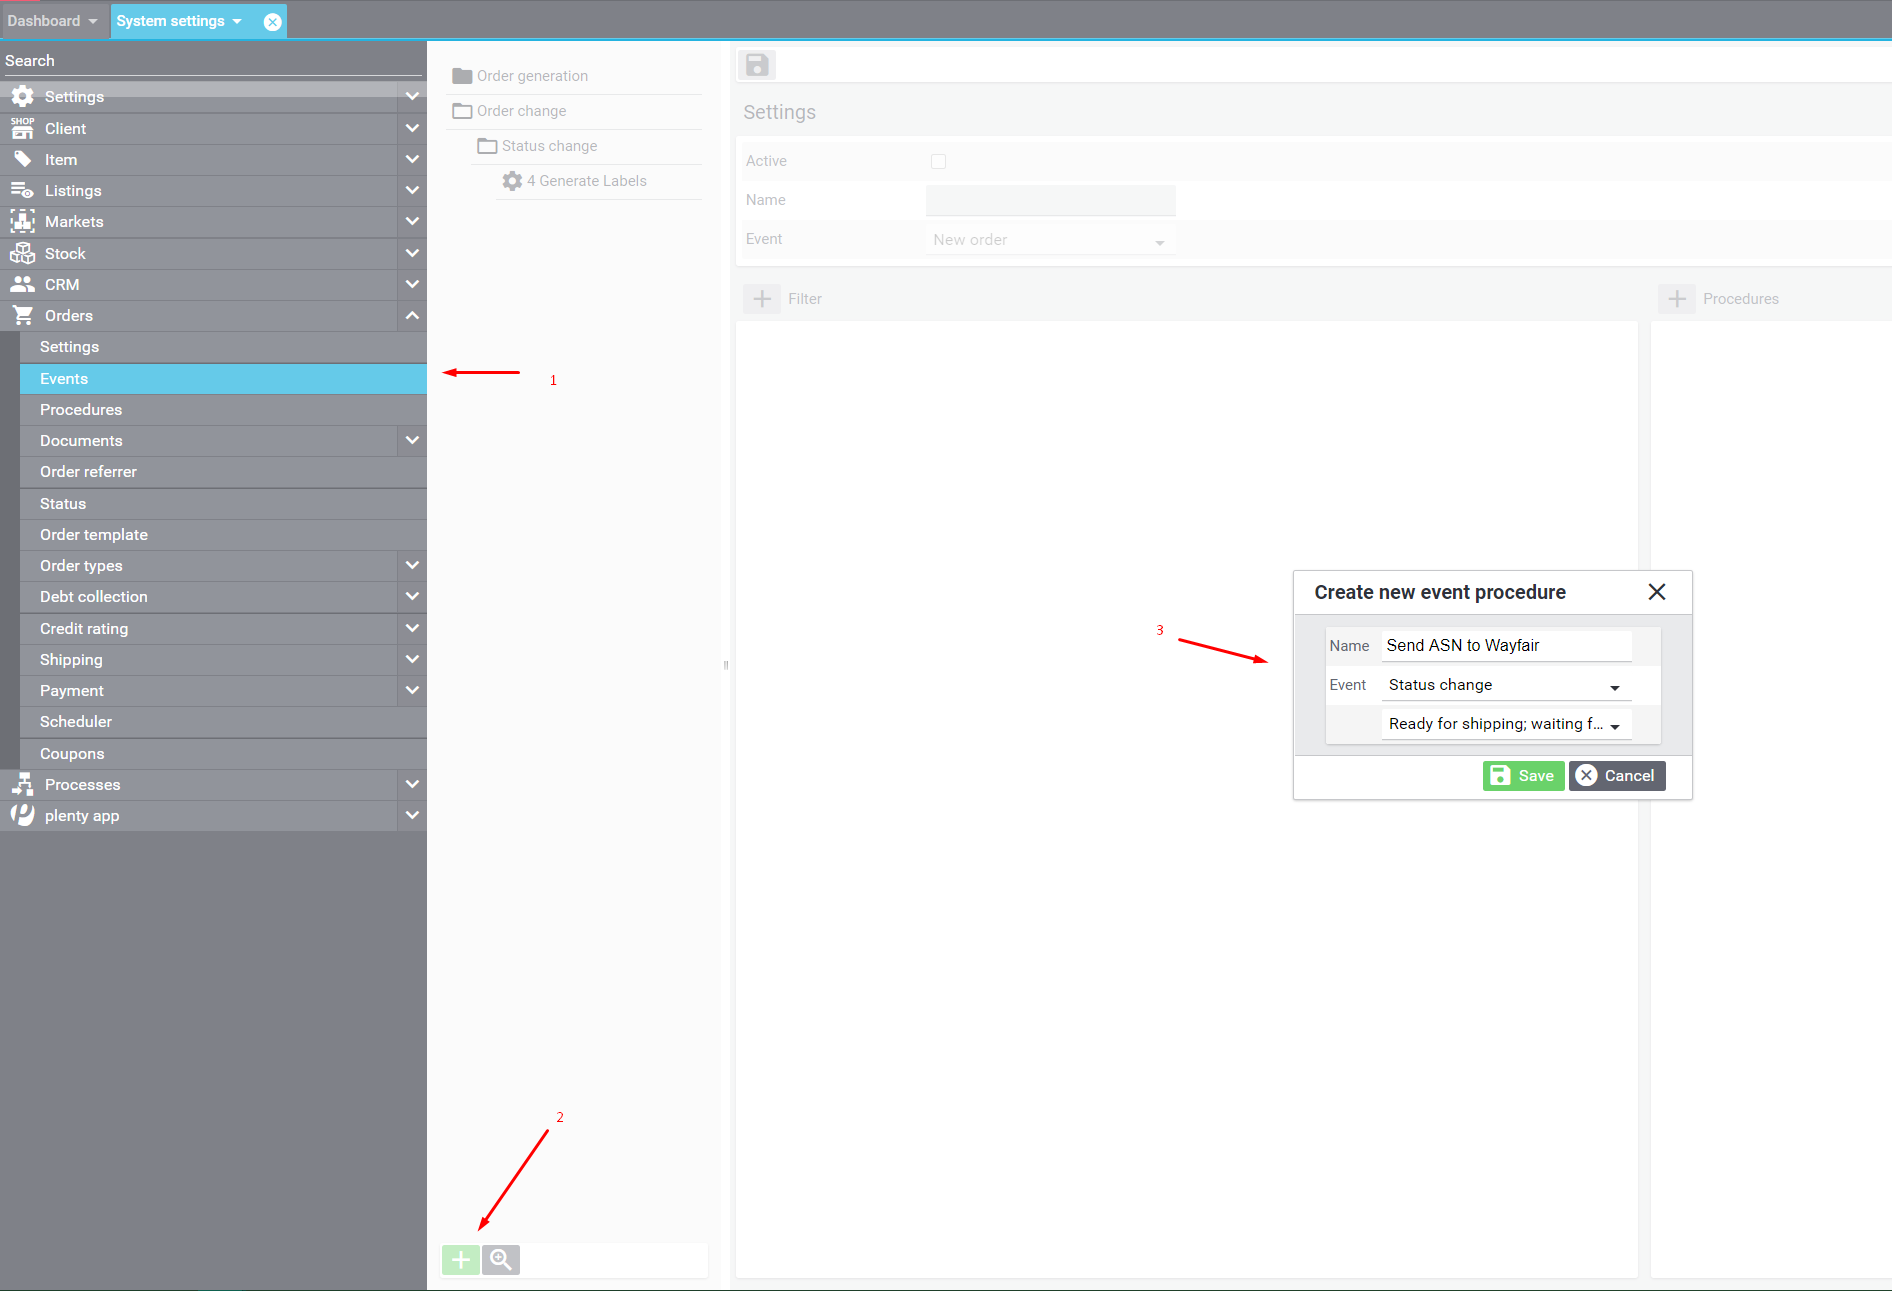 Dashboard
System settings
Search
Settings
SHOP
Client
Item
Listings
Markets
Stock
CRM
Orders
Settings
Events
Procedures
Documents
Order referrer
Status
Order template
Order types
Debt collection
Credit rating
Shipping
Payment
Scheduler
Coupons
Processes
plenty app
Order generation
Order change
Status change
4 Generate Labels
1
2
Settings
Active
Name
Event New order
Filter
Procedures
3
Create new event procedure
Name Send ASN to Wayfair
Event Status change
Ready for shipping; waiting f...
Save Cancel